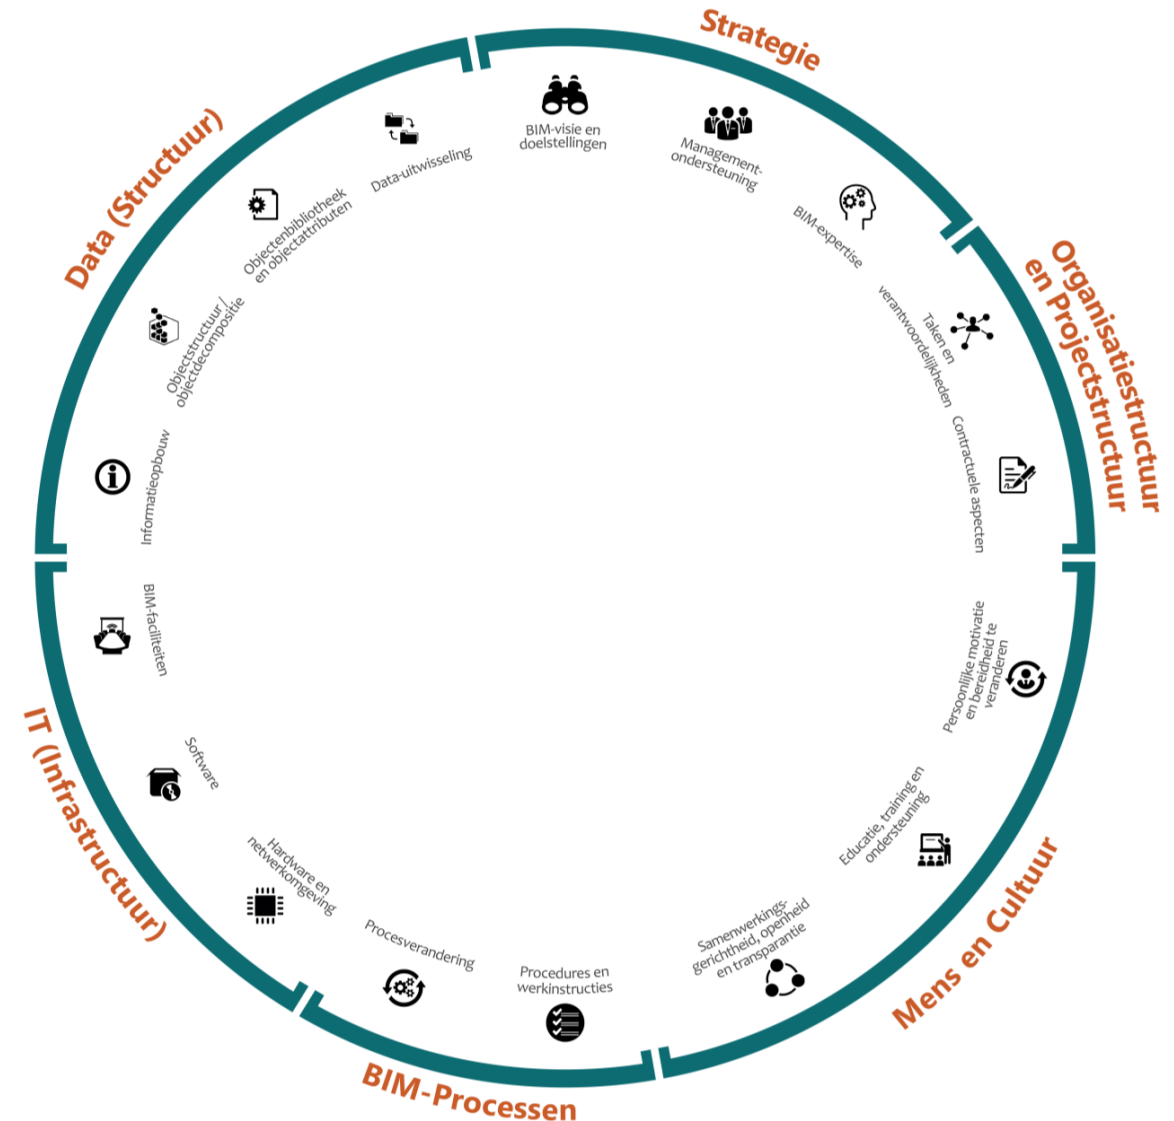 Strategie
BIM-visie en
doelstellingen
Management-
ondersteuning
BIM-expertise
Organisatiestructuur
en Projectstructuur
Taken en
verantwoordelijkheden
Contractuele aspecten
Mens en Cultuur
Persoonlijke motivatie
en bereidheid te
veranderen
Educatie, training en
ondersteuning
Samenwerkings-
gerichtheid, openheid
en transparantie
BIM-Processen
Procedures en
werkinstructies
Procesverandering
IT (Infrastructuur)
Hardware en
netwerkomgeving
Software
BIM-faciliteiten
Data (Structuur)
Informatieopbouw
Objectstructuur /
objectdecompositie
Objectenbibliotheek
en objectattributen
Data-uitwisseling